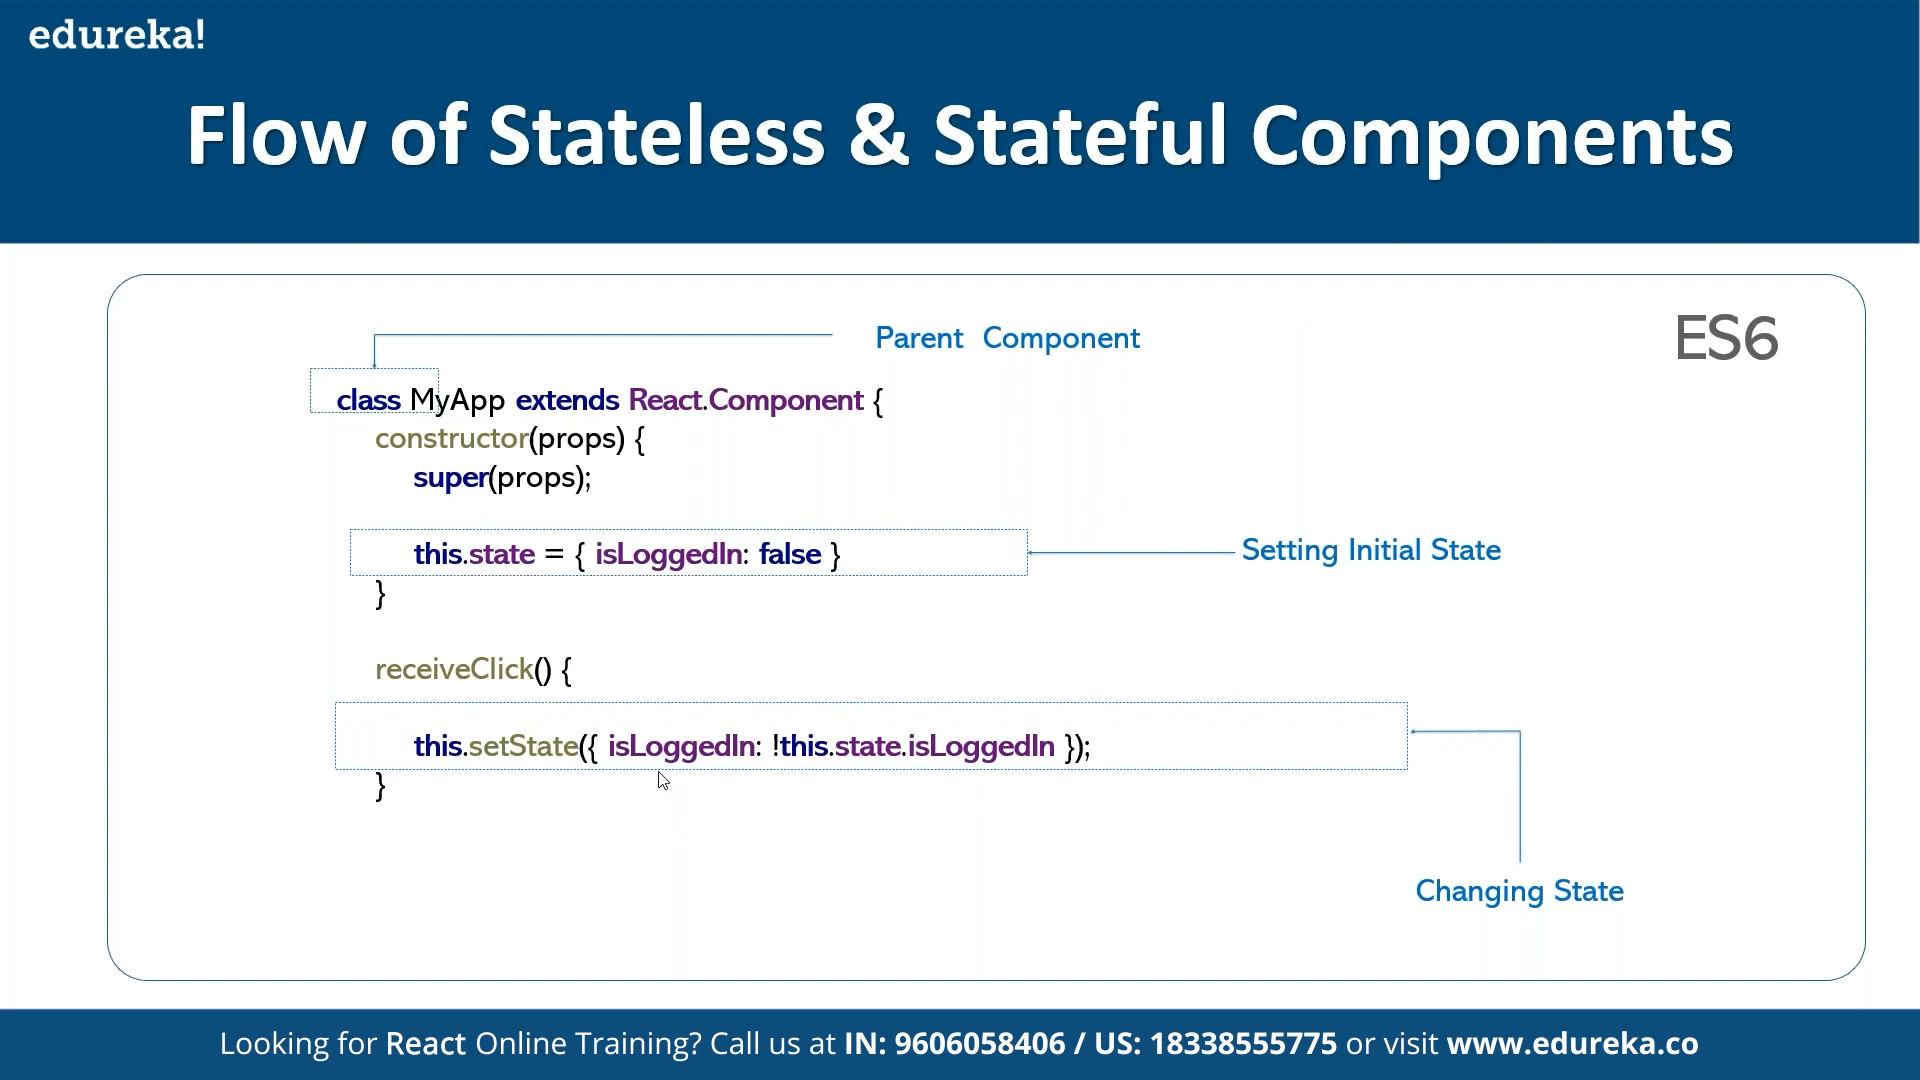 edureka!
Flow of Stateless & Stateful Components
Parent Component
ES6
class MyApp extends React.Component {
constructor(props) {
super(props);
this.state = { isLoggedIn: false }
Setting Initial State
}
receiveClick() {
this.setState({ isLoggedIn: !this.state.isLoggedIn });
}
Changing State
Looking for React Online Training? Call us at IN: 9606058406 / US: 18338555775 or visit www.edureka.co